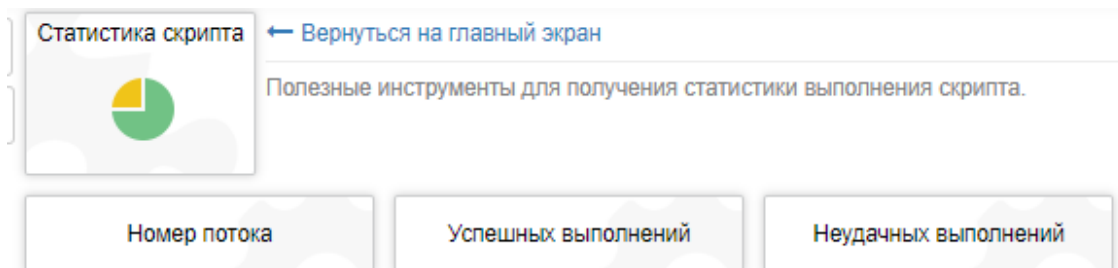 Статистика скрипта
← Вернуться на главный экран
Полезные инструменты для получения статистики выполнения скрипта.
Номер потока
Успешных выполнений
Неудачных выполнений